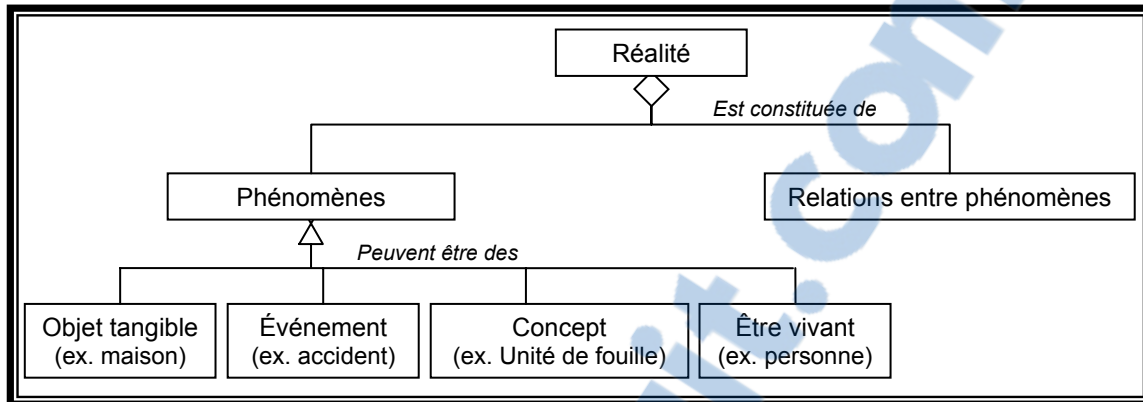 Réalité
Est constituée de
Phénomènes
Relations entre phénomènes
Peuvent être des
Objet tangible
(ex. maison)
Événement
(ex. accident)
Concept
(ex. Unité de fouille)
Être vivant
(ex. personne)